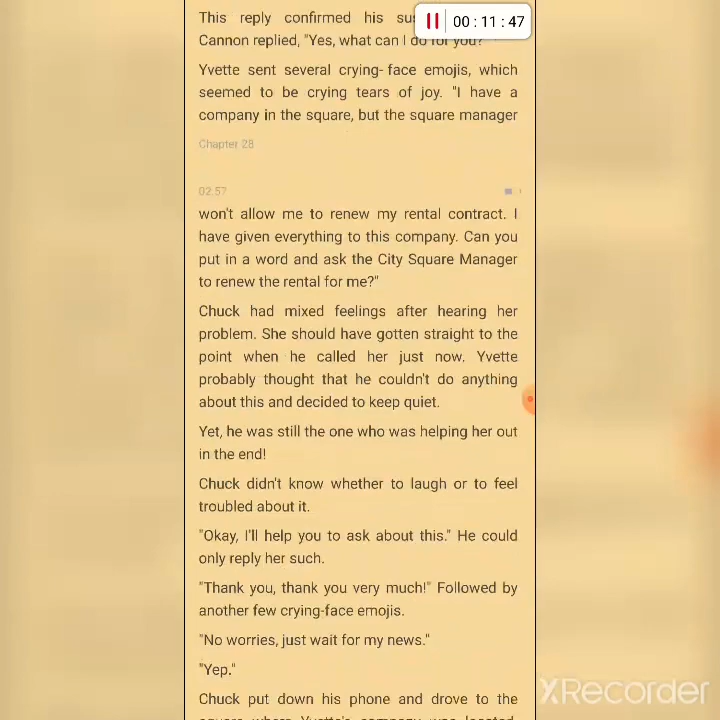 This reply confirmed his
00 : 11 : 47
Cannon replied, "Yes, what can I do for you?"
Yvette sent several crying- face emojis, which
seemed to be crying tears of joy. "I have a
company in the square, but the square manager
Chapter 28
02:57
won't allow me to renew my rental contract. I
have given everything to this company. Can you
put in a word and ask the City Square Manager
to renew the rental for me?"
Chuck had mixed feelings after hearing her
problem. She should have gotten straight to the
point when he called her just now. Yvette
probably thought that he couldn't do anything
about this and decided to keep quiet.
Yet, he was still the one who was helping her out
in the end!
Chuck didn't know whether to laugh or to feel
troubled about it.
"Okay, I'll help you to ask about this." He could
only reply her such.
"Thank you, thank you very much!" Followed by
another few crying-face emojis.
"No worries, just wait for my news."
"Yep."
Chuck put down his phone and drove to the
square where Yvette's company was located.
XRecorder